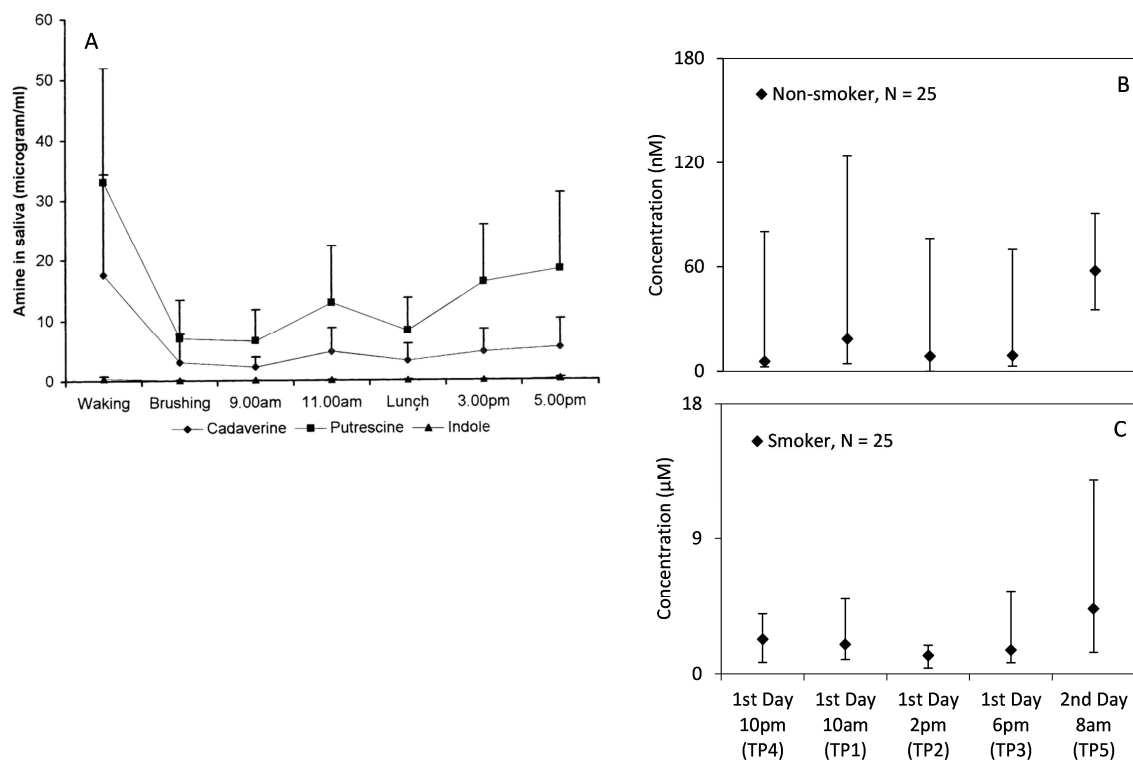 A
Amine in saliva (microgram/ml)
60
50
40
30
20
10
0
Waking Brushing 9.00am 11.00am Lunch 3.00pm 5.00pm
Cadaverine Putrescine Indole
B
Non-smoker, N = 25
Concentration (nM)
180
120
60
0
C
Smoker, N = 25
Concentration (µM)
18
9
0
1st Day 1st Day 1st Day 1st Day 2nd Day
10pm 10am 2pm 6pm 8am
(TP4) (TP1) (TP2) (TP3) (TP5)